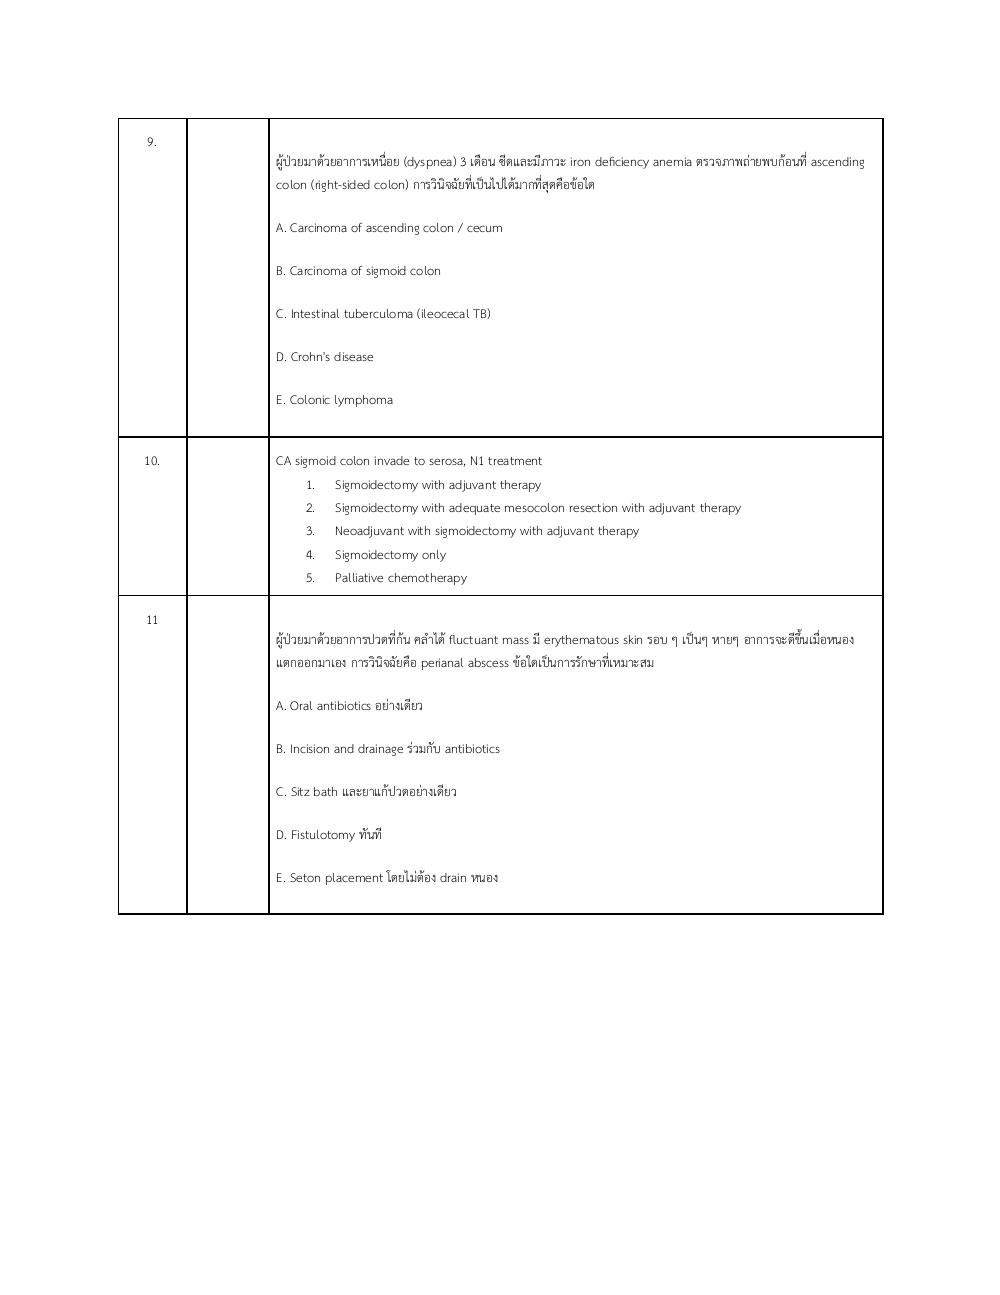 9.
ผู้ป่วยมาด้วยอาการเหนื่อย (dyspnea) 3 เดือน ซีดและมีภาวะ iron deficiency anemia ตรวจภาพถ่ายพบก้อนที่ ascending
colon (right-sided colon) การวินิจฉัยที่เป็นไปได้มากที่สุดคือข้อใด
A. Carcinoma of ascending colon / cecum
B. Carcinoma of sigmoid colon
C. Intestinal tuberculoma (ileocecal TB)
D. Crohn's disease
E. Colonic lymphoma
10.
CA sigmoid colon invade to serosa, N1 treatment
1. Sigmoidectomy with adjuvant therapy
2. Sigmoidectomy with adequate mesocolon resection with adjuvant therapy
3. Neoadjuvant with sigmoidectomy with adjuvant therapy
4. Sigmoidectomy only
5. Palliative chemotherapy
11
ผู้ป่วยมาด้วยอาการปวดที่ก้น คลำได้ fluctuant mass มี erythematous skin รอบ ๆ เป็นๆ หายๆ อาการจะดีขึ้นเมื่อหนอง
แตกออกมาเอง การวินิจฉัยคือ perianal abscess ข้อใดเป็นการรักษาที่เหมาะสม
A. Oral antibiotics อย่างเดียว
B. Incision and drainage ร่วมกับ antibiotics
C. Sitz bath และยาแก้ปวดอย่างเดียว
D. Fistulotomy ทันที
E. Seton placement โดยไม่ต้อง drain หนอง